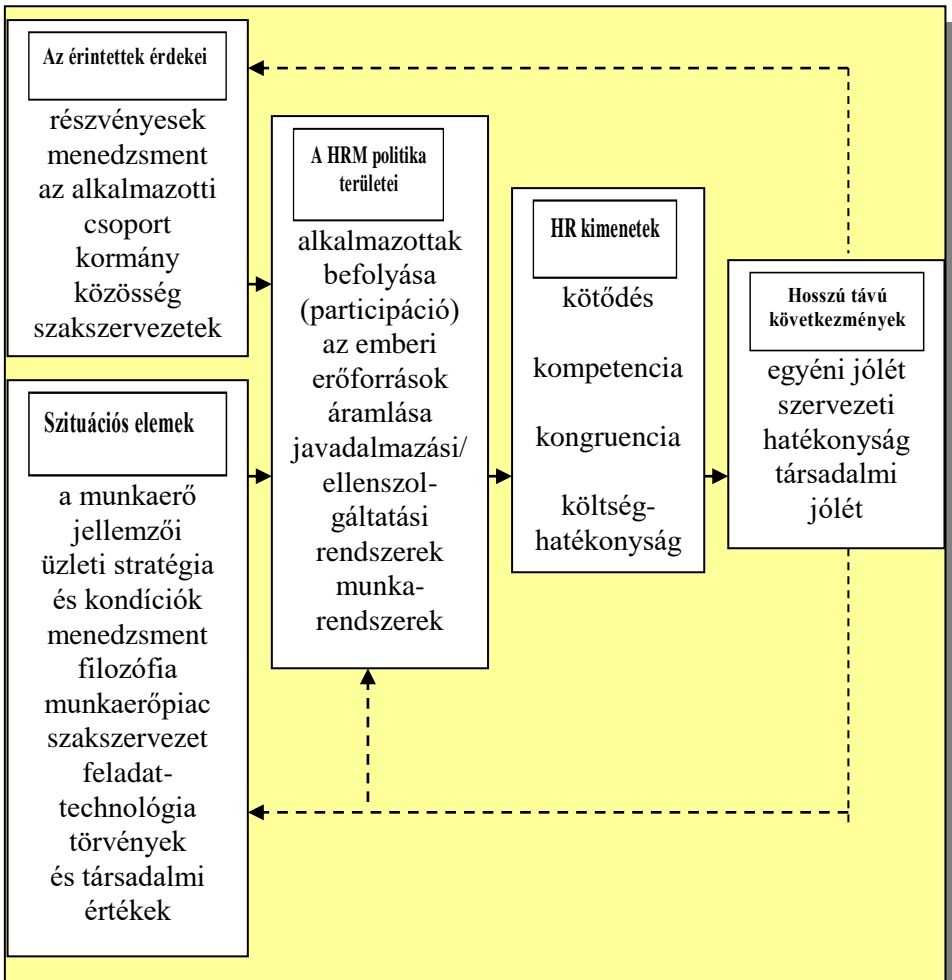 Az érintettek érdekei
részvényesek
menedzsment
az alkalmazotti
csoport
kormány
közösség
szakszervezetek
Szituációs elemek
a munkaerő
jellemzői
üzleti stratégia
és kondíciók
menedzsment
filozófia
munkaerőpiac
szakszervezet
feladat-
technológia
törvények
és társadalmi
értékek
A HRM politika
területei
alkalmazottak
befolyása
(participáció)
az emberi
erőforrások
áramlása
javadalmazási/
ellenszol-
gáltatási
rendszerek
munka-
rendszerek
HR kimenetek
kötődés
kompetencia
kongruencia
költség-
hatékonyság
Hosszú távú
következmények
egyéni jólét
szervezeti
hatékonyság
társadalmi
jólét